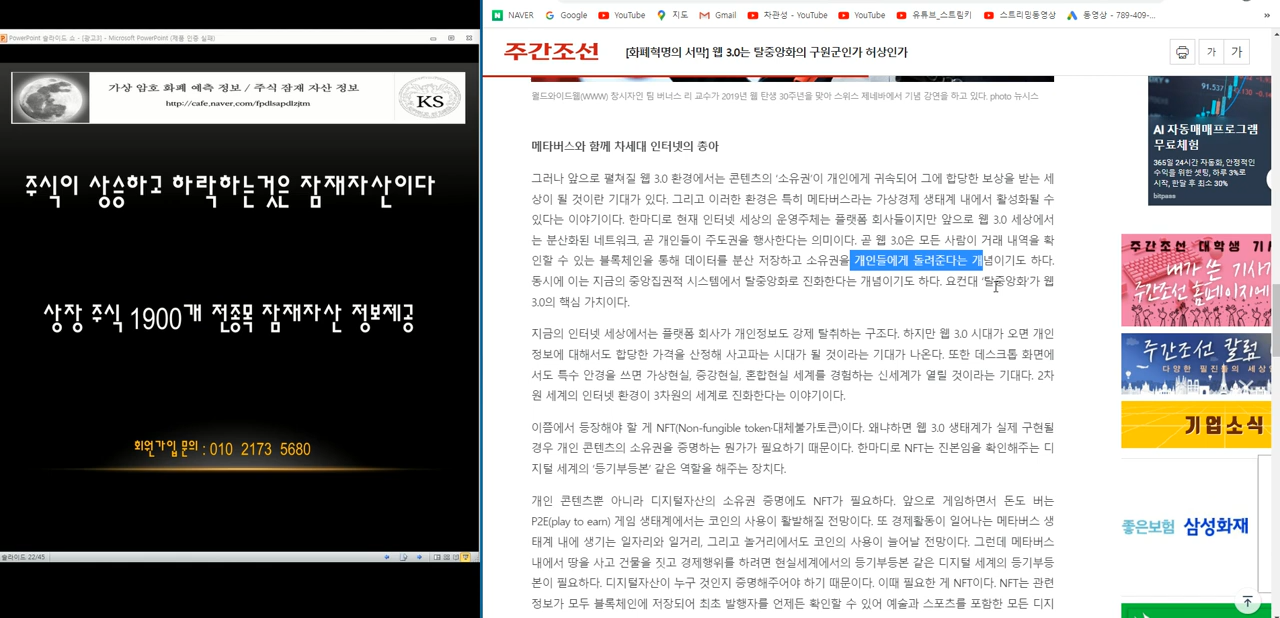 PowerPoint 슬라이드 쇼 - [광고3] - Microsoft PowerPoint (제품 인증 실패)
가상 암호 화폐 예측 정보 / 주식 잠재 자산 정보
http://cafe.naver.com/fpdlsapdlzjtm
KS
주식이 상승하고 하락하는것은 잠재자산이다
상장 주식 1900개 전종목 잠재자산 정보제공
회원가입 문의 : 010 2173 5680
슬라이드 22/45
NAVER
Google
YouTube
지도
Gmail
차관성 - YouTube
YouTube
유튜브_스트림키
스트리밍동영상
동영상 - 789-409-...
»
주간조선
[화폐혁명의 서막] 웹 3.0는 탈중앙화의 구원군인가 허상인가
가
가
월드와이드웹(WWW) 창시자인 팀 버너스 리 교수가 2019년 웹 탄생 30주년을 맞아 스위스 제네바에서 기념 강연을 하고 있다. photo 뉴시스
메타버스와 함께 차세대 인터넷의 총아
그러나 앞으로 펼쳐질 웹 3.0 환경에서는 콘텐츠의 '소유권'이 개인에게 귀속되어 그에 합당한 보상을 받는 세
상이 될 것이란 기대가 있다. 그리고 이러한 환경은 특히 메타버스라는 가상경제 생태계 내에서 활성화될 수
있다는 이야기이다. 한마디로 현재 인터넷 세상의 운영주체는 플랫폼 회사들이지만 앞으로 웹 3.0 세상에서
는 분산화된 네트워크, 곧 개인들이 주도권을 행사한다는 의미이다. 곧 웹 3.0은 모든 사람이 거래 내역을 확
인할 수 있는 블록체인을 통해 데이터를 분산 저장하고 소유권을 개인들에게 돌려준다는 개념이기도 하다.
동시에 이는 지금의 중앙집권적 시스템에서 탈중앙화로 진화한다는 개념이기도 하다. 요컨대 '탈중앙화'가 웹
3.0의 핵심 가치이다.
지금의 인터넷 세상에서는 플랫폼 회사가 개인정보도 강제 탈취하는 구조다. 하지만 웹 3.0 시대가 오면 개인
정보에 대해서도 합당한 가격을 산정해 사고파는 시대가 될 것이라는 기대가 나온다. 또한 데스크톱 화면에
서도 특수 안경을 쓰면 가상현실, 증강현실, 혼합현실 세계를 경험하는 신세계가 열릴 것이라는 기대다. 2차
원 세계의 인터넷 환경이 3차원의 세계로 진화한다는 이야기이다.
이쯤에서 등장해야 할 게 NFT(Non-fungible token·대체불가토큰)이다. 왜냐하면 웹 3.0 생태계가 실제 구현될
경우 개인 콘텐츠의 소유권을 증명하는 뭔가가 필요하기 때문이다. 한마디로 NFT는 진본임을 확인해주는 디
지털 세계의 '등기부등본' 같은 역할을 해주는 장치다.
개인 콘텐츠뿐 아니라 디지털자산의 소유권 증명에도 NFT가 필요하다. 앞으로 게임하면서 돈도 버는
P2E(play to earn) 게임 생태계에서는 코인의 사용이 활발해질 전망이다. 또 경제활동이 일어나는 메타버스 생
태계 내에 생기는 일자리와 일거리, 그리고 놀거리에서도 코인의 사용이 늘어날 전망이다. 그런데 메타버스
내에서 땅을 사고 건물을 짓고 경제행위를 하려면 현실세계에서의 등기부등본 같은 디지털 세계의 등기부등
본이 필요하다. 디지털자산이 누구 것인지 증명해주어야 하기 때문이다. 이때 필요한 게 NFT이다. NFT는 관련
정보가 모두 블록체인에 저장되어 최초 발행자를 언제든 확인할 수 있어 예술과 스포츠를 포함한 모든 디지
91.537
AI 자동매매프로그램
무료체험
365일 24시간 자동화, 안정적인
수익을 위한 셋팅, 하루 3%로
시작, 한달 후 최소 30%
bitpass
주간조선 대학생 기
내가 쓴 기사
주간조선 홈페이지에
주간조선 칼럼
다양한 필진들의 세상
기업소식
좋은보험 삼성화재